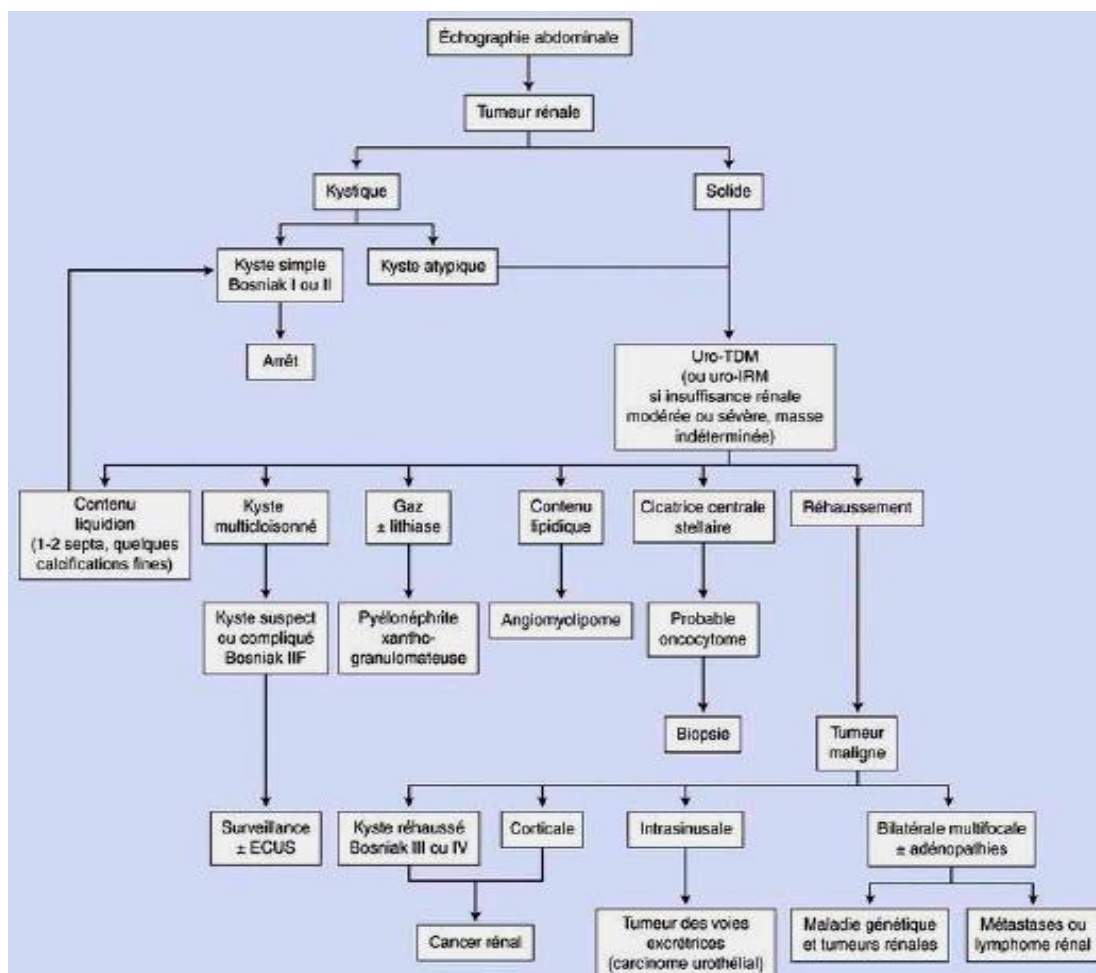 Échographie abdominale
Tumeur rénale
Kystique
Solide
Kyste simple
Bosniak I ou II
Kyste atypique
Arrêt
Uro-TDM
(ou uro-IRM
si insuffisance rénale
modérée ou sévère, masse
indéterminée)
Contenu
liquidien
(1-2 septa, quelques
calcifications fines)
Kyste
multicloisonné
Gaz
± lithiase
Contenu
lipidique
Cicatrice centrale
stellaire
Réhaussement
Kyste suspect
ou compliqué
Bosniak IIF
Pyélonéphrite
xantho-
granulomateuse
Angiomyolipome
Probable
oncocytome
Biopsie
Tumeur
maligne
Surveillance
± ECUS
Kyste réhaussé
Bosniak III ou IV
Corticale
Intrasinusale
Bilatérale multifocale
± adénopathies
Cancer rénal
Tumeur des voies
excrétrices
(carcinome urothélial)
Maladie génétique
et tumeurs rénales
Métastases ou
lymphome rénal